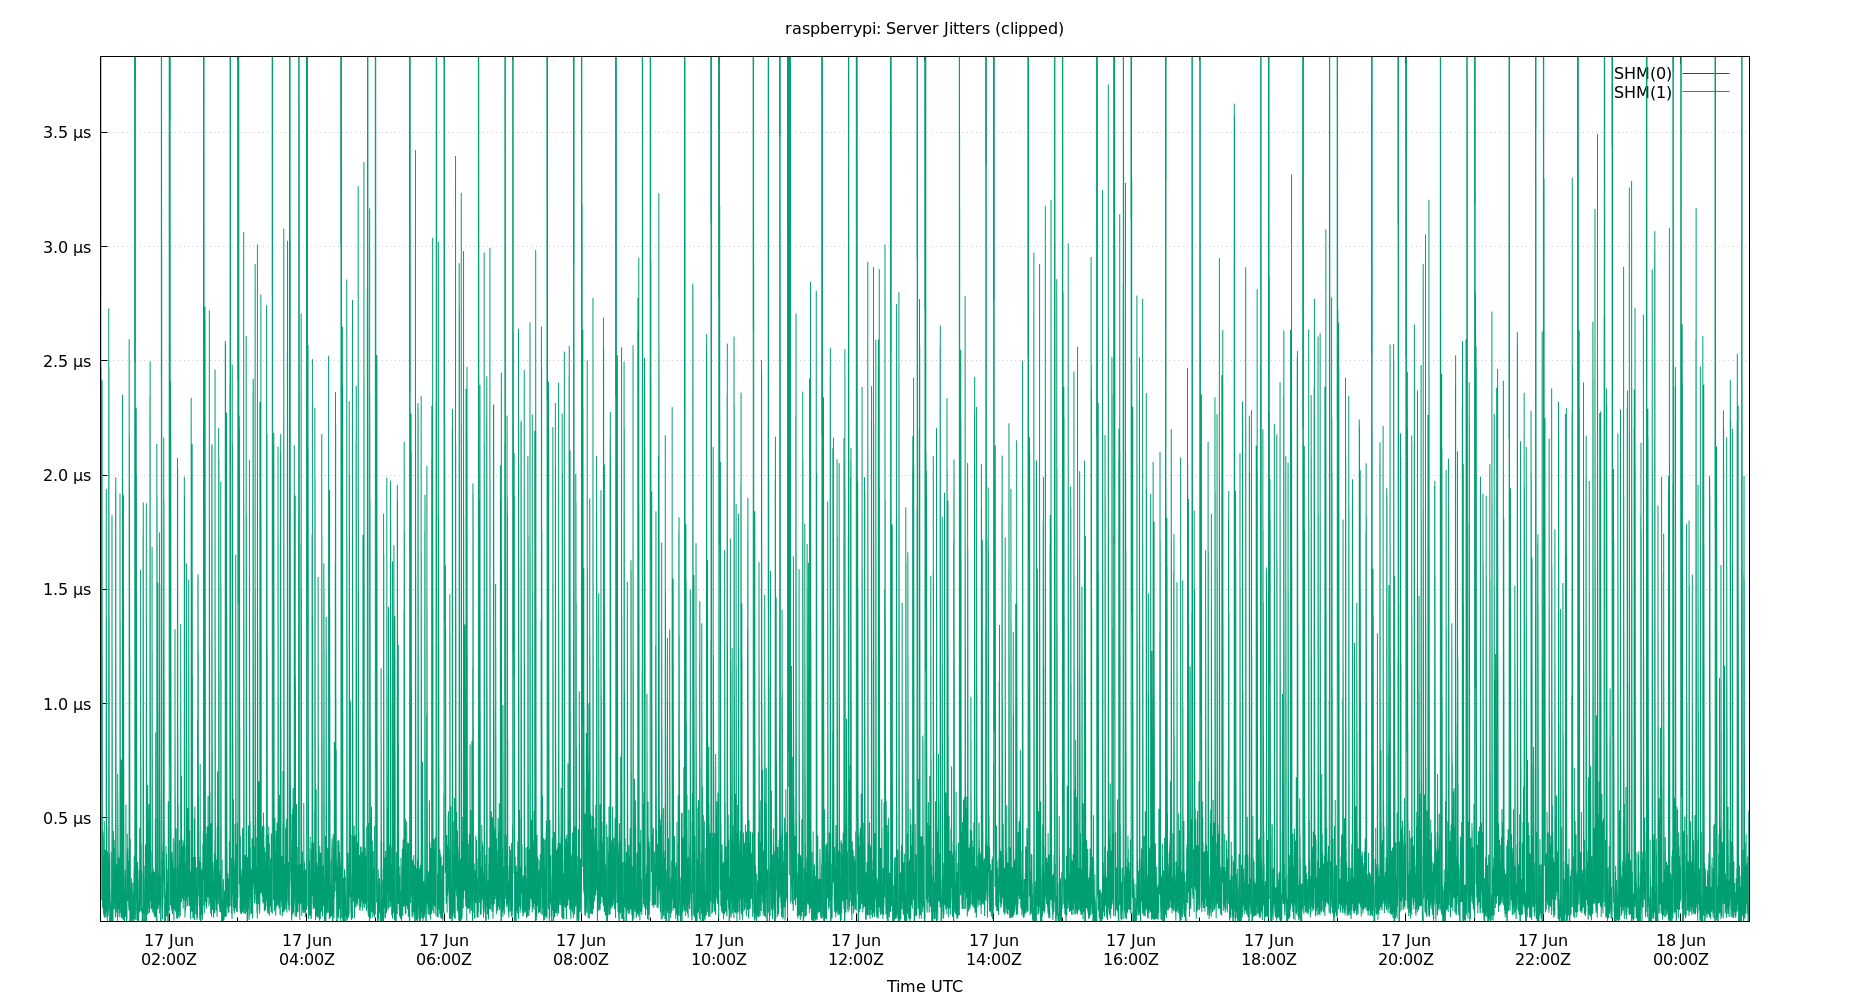 raspberrypi: Server Jitters (clipped)
SHM(0)
SHM(1)
3.5 µs
3.0 µs
2.5 µs
2.0 µs
1.5 µs
1.0 µs
0.5 µs
17 Jun 17 Jun 17 Jun 17 Jun 17 Jun 17 Jun 17 Jun 17 Jun 17 Jun 17 Jun 17 Jun 18 Jun
02:00Z 04:00Z 06:00Z 08:00Z 10:00Z 12:00Z 14:00Z 16:00Z 18:00Z 20:00Z 22:00Z 00:00Z
Time UTC